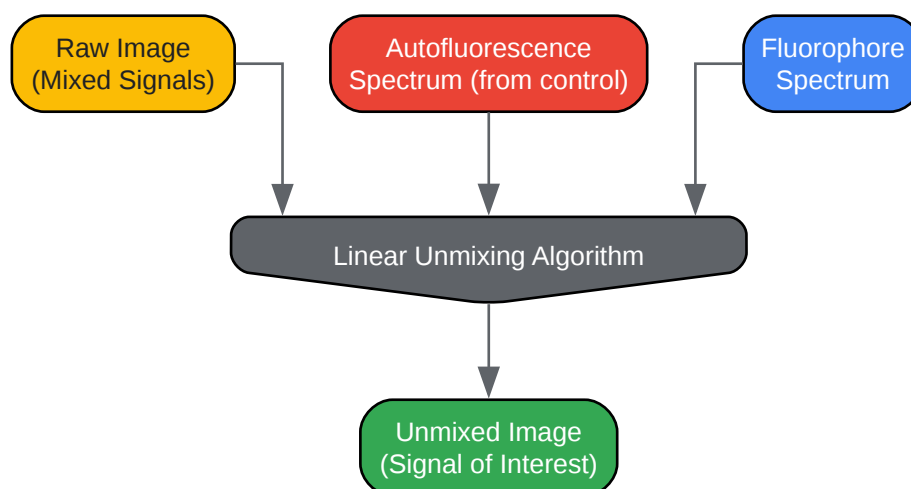 Raw Image
(Mixed Signals)
Autofluorescence
Spectrum (from control)
Fluorophore
Spectrum
Linear Unmixing Algorithm
Unmixed Image
(Signal of Interest)